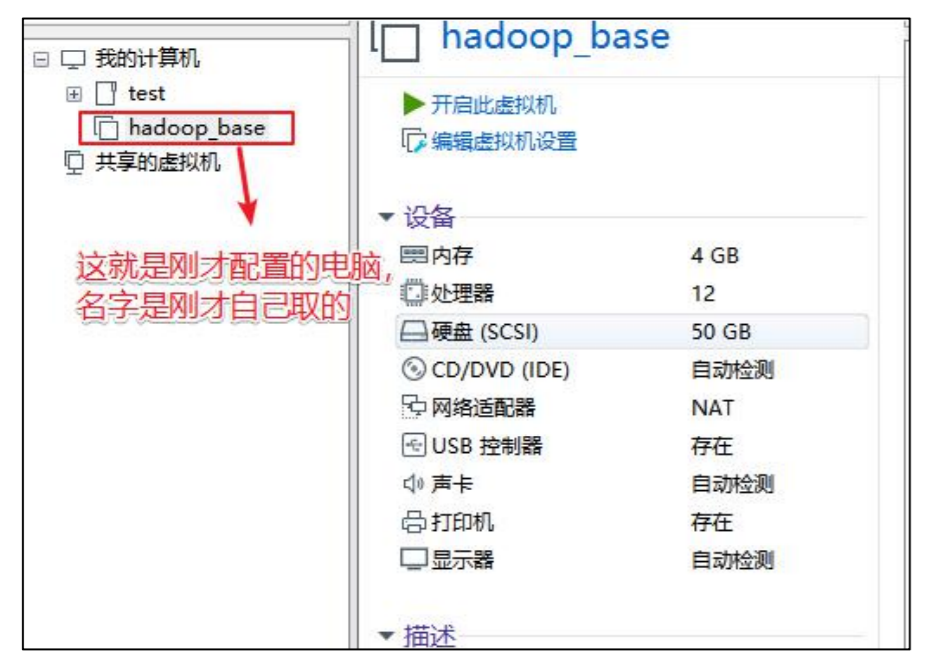 我的计算机
test
hadoop_base
共享的虚拟机
这就是刚才配置的电脑，
名字是刚才自己取的
hadoop_base
开启此虚拟机
编辑虚拟机设置
设备
内存 4 GB
处理器 12
硬盘 (SCSI) 50 GB
CD/DVD (IDE) 自动检测
网络适配器 NAT
USB 控制器 存在
声卡 自动检测
打印机 存在
显示器 自动检测
描述